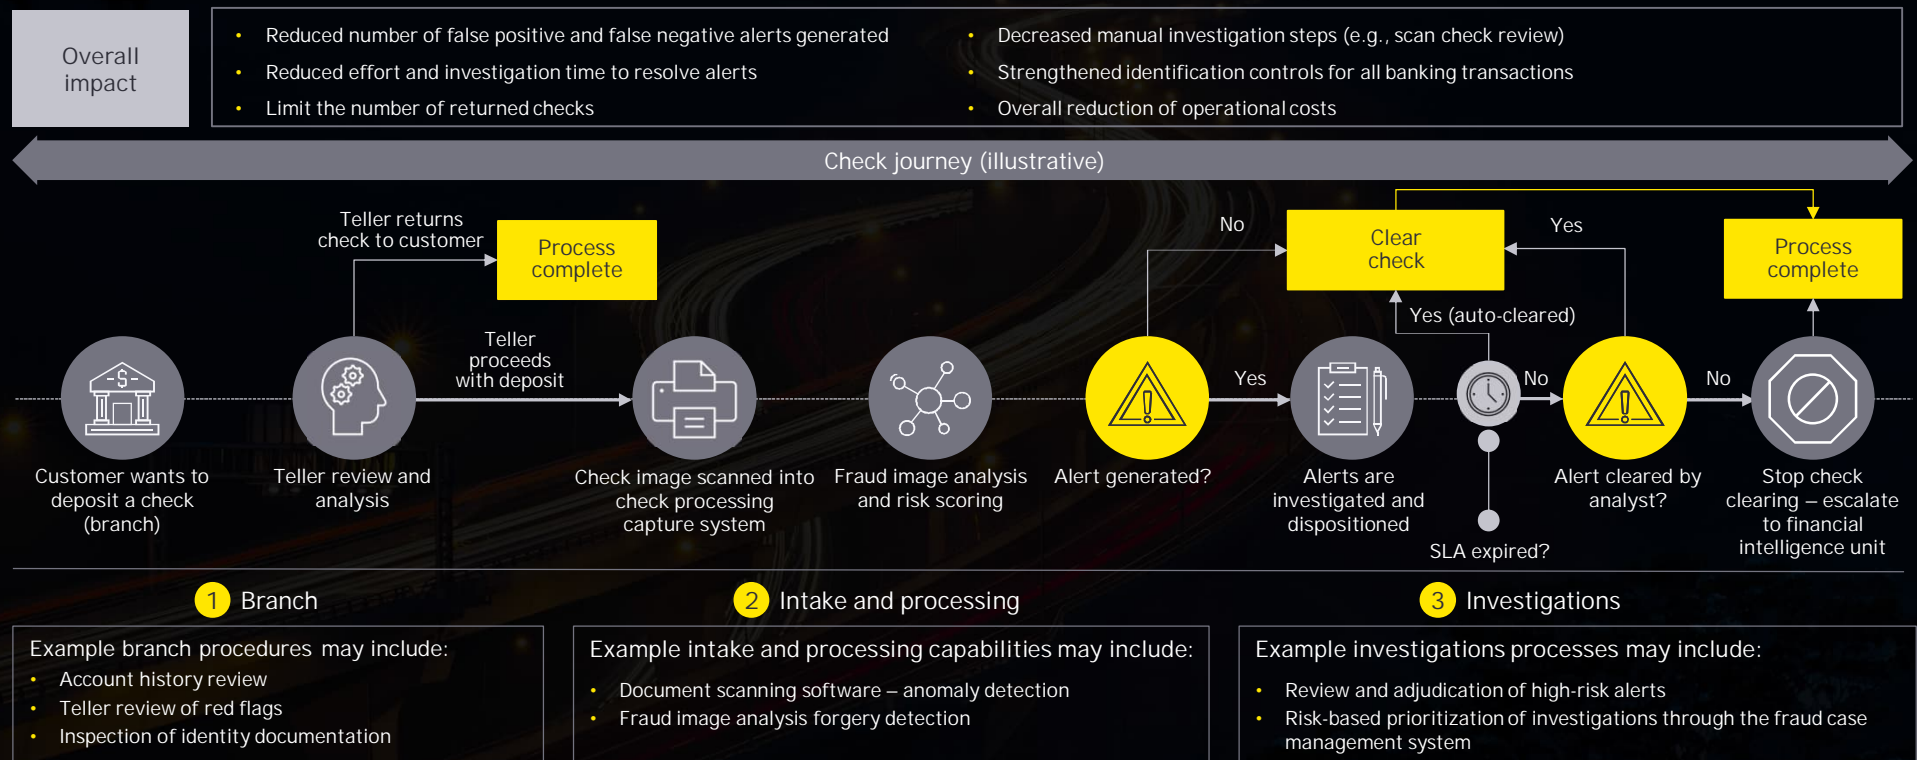 Overall
impact
• Reduced number of false positive and false negative alerts generated
• Reduced effort and investigation time to resolve alerts
• Limit the number of returned checks
• Decreased manual investigation steps (e.g., scan check review)
• Strengthened identification controls for all banking transactions
• Overall reduction of operational costs
Check journey (illustrative)
Teller returns
check to customer
Process
complete
No
Clear
check
Yes
Process
complete
Yes (auto-cleared)
Teller
proceeds
with deposit
Yes
No
No
-$-
Customer wants to
deposit a check
(branch)
Teller review and
analysis
Check image scanned into
check processing
capture system
Fraud image analysis
and risk scoring
Alert generated?
Alerts are
investigated and
dispositioned
SLA expired?
Alert cleared by
analyst?
Stop check
clearing – escalate
to financial
intelligence unit
1 Branch
Example branch procedures may include:
• Account history review
• Teller review of red flags
• Inspection of identity documentation
2 Intake and processing
Example intake and processing capabilities may include:
• Document scanning software – anomaly detection
• Fraud image analysis forgery detection
3 Investigations
Example investigations processes may include:
• Review and adjudication of high-risk alerts
• Risk-based prioritization of investigations through the fraud case
management system